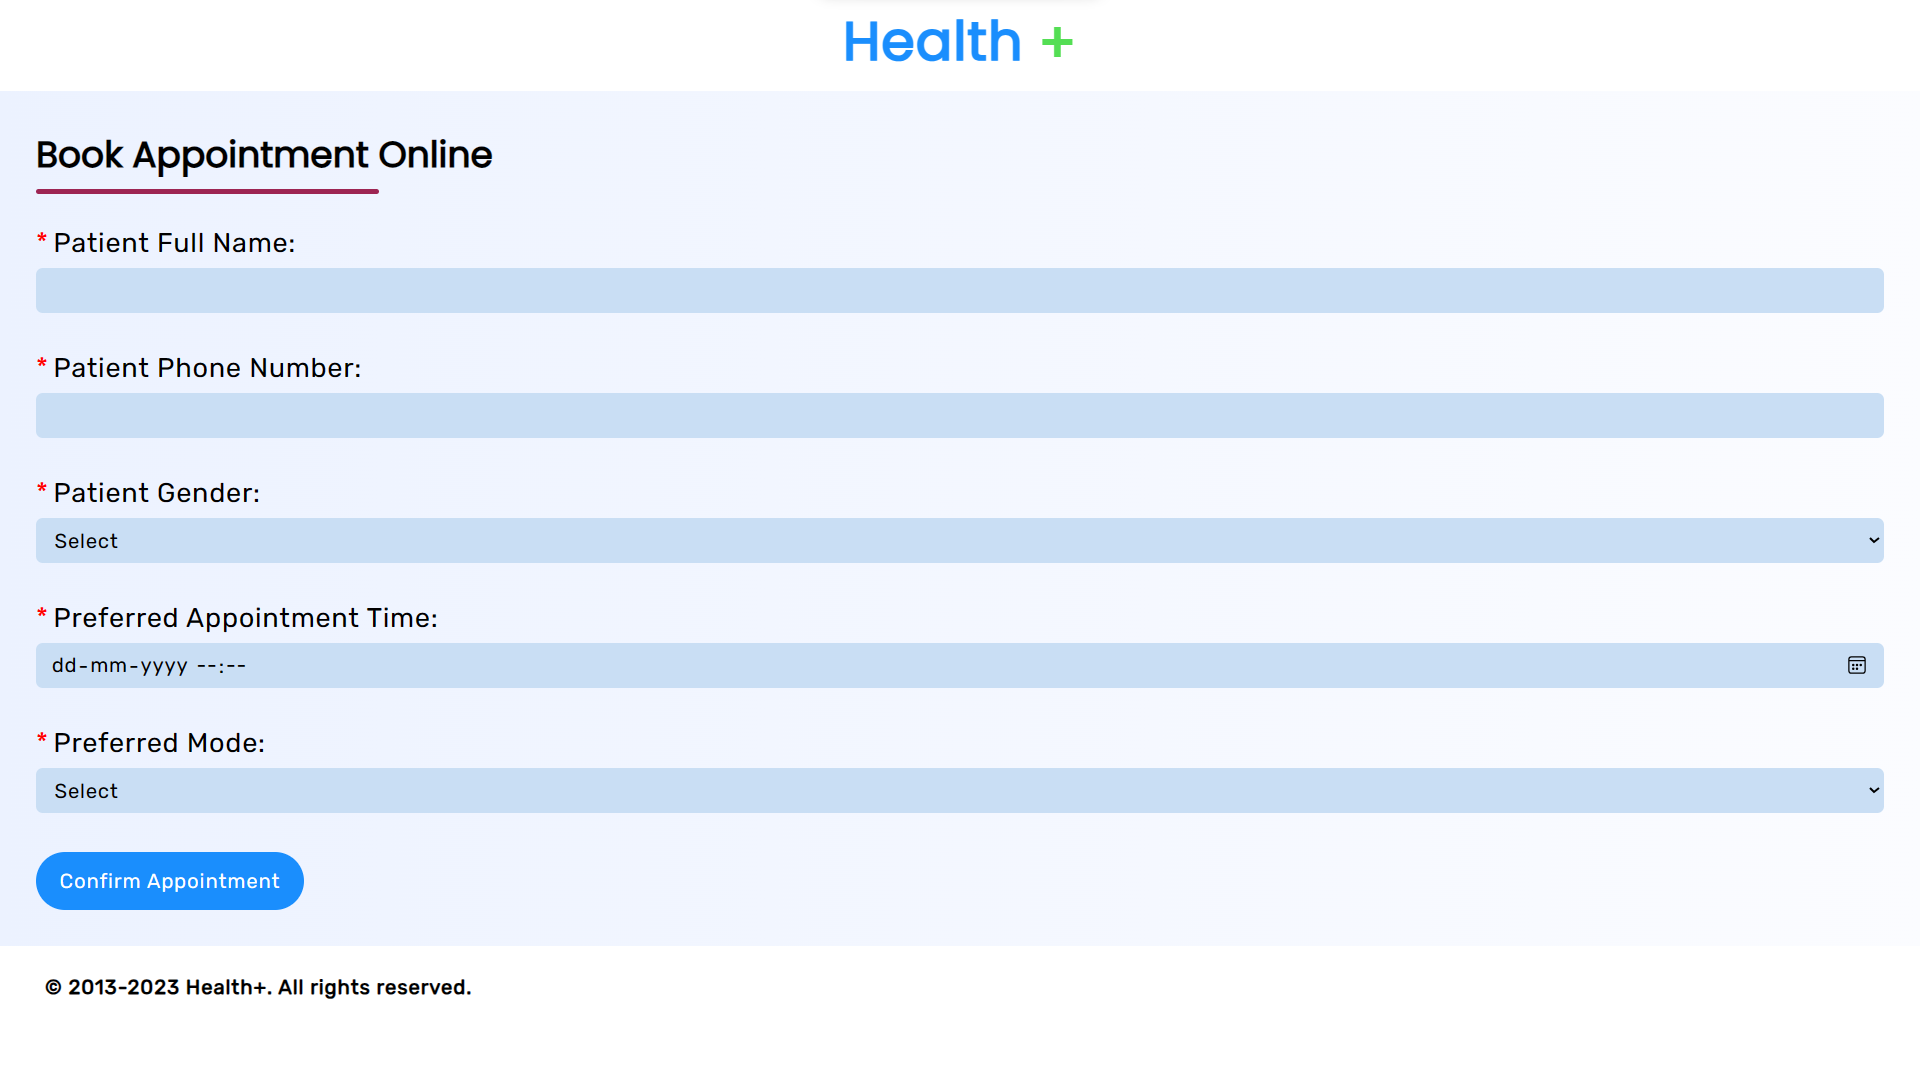 Health +
Book Appointment Online
* Patient Full Name:
* Patient Phone Number:
* Patient Gender:
Select
* Preferred Appointment Time:
dd-mm-yyyy --:--
* Preferred Mode:
Select
Confirm Appointment
© 2013-2023 Health+. All rights reserved.